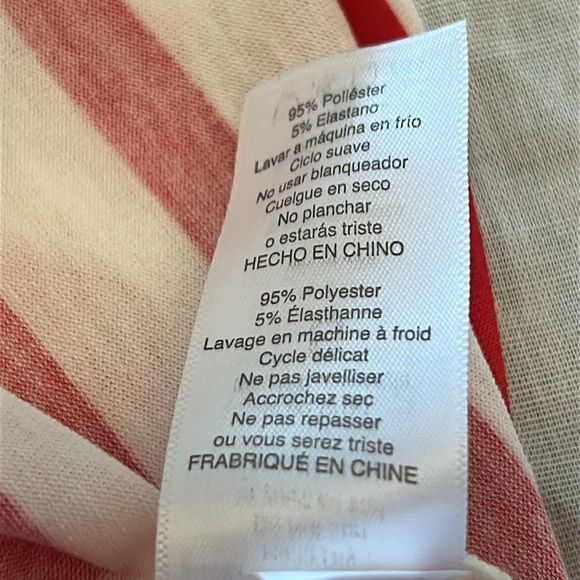 95% Poliéster
5% Elastano
Lavar a máquina en frío
Ciclo suave
No usar blanqueador
Cuelgue en seco
No planchar
o estarás triste
HECHO EN CHINO
95% Polyester
5% Élasthanne
Lavage en machine à froid
Cycle délicat
Ne pas javelliser
Accrochez sec
Ne pas repasser
ou vous serez triste
FRABRIQUÉ EN CHINE